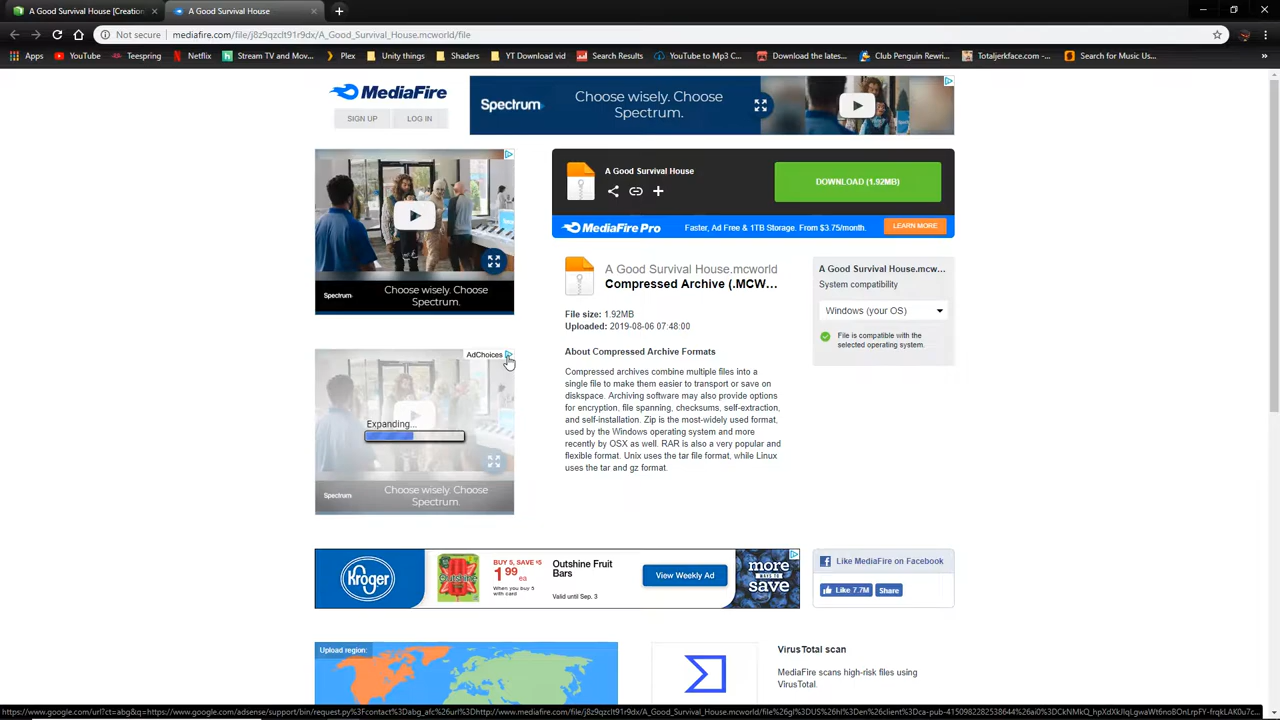 A Good Survival House [Creation
A Good Survival House
Not secure
mediafire.com/file/j8z9qzclt91r9dx/A_Good_Survival_House.mcworld/file
Apps
YouTube
Teespring
Netflix
Stream TV and Mov...
Plex
Unity things
Shaders
YT Download vid
Search Results
YouTube to Mp3 C...
Download the lates...
Club Penguin Rewri...
Totaljerkface.com -...
Search for Music Us...
MediaFire
SIGN UP
LOG IN
Spectrum
Choose wisely. Choose
Spectrum.
A Good Survival House
DOWNLOAD (1.92MB)
MediaFire Pro
Faster, Ad Free & 1TB Storage. From $3.75/month.
LEARN MORE
Spectrum
Choose wisely. Choose
Spectrum.
A Good Survival House.mcworld
Compressed Archive (.MCW...
File size: 1.92MB
Uploaded: 2019-08-06 07:48:00
About Compressed Archive Formats
Compressed archives combine multiple files into a
single file to make them easier to transport or save on
diskspace. Archiving software may also provide options
for encryption, file spanning, checksums, self-extraction,
and self-installation. Zip is the most-widely used format,
used by the Windows operating system and more
recently by OSX as well. RAR is also a very popular and
flexible format. Unix uses the tar file format, while Linux
uses the tar and gz format.
A Good Survival House.mcw...
System compatibility
Windows (your OS)
File is compatible with the
selected operating system.
AdChoices
Expanding...
Spectrum
Choose wisely. Choose
Spectrum.
Kroger
BUY 5, SAVE $5
1 99 ea
When you buy 5
with card
Outshine Fruit
Bars
Valid until Sep. 3
View Weekly Ad
more
WAYS TO
save
Like MediaFire on Facebook
Like 7.7M
Share
Upload region:
VirusTotal scan
MediaFire scans high-risk files using
VirusTotal.